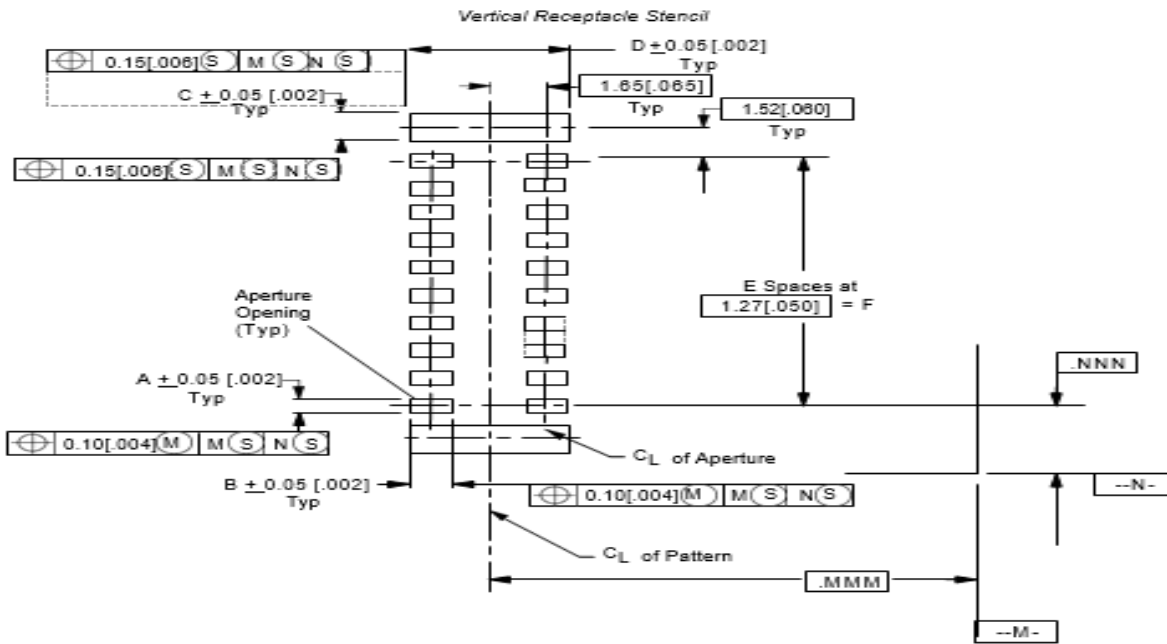 Vertical Receptacle Stencil
D ±0.05 [.002]
Typ
⌖ 0.15[.006]Ⓢ M Ⓢ N Ⓢ
1.65[.065]
Typ
C ±0.05 [.002]
Typ
1.52[.060]
Typ
⌖ 0.15[.006]Ⓢ M Ⓢ N Ⓢ
E Spaces at
1.27[.050] = F
Aperture
Opening
(Typ)
.NNN
A ±0.05 [.002]
Typ
⌖ 0.10[.004]Ⓜ M Ⓢ N Ⓢ
CL of Aperture
B ±0.05 [.002]
Typ
⌖ 0.10[.004]Ⓜ M Ⓢ N Ⓢ
--N-
CL of Pattern
.MMM
--M-